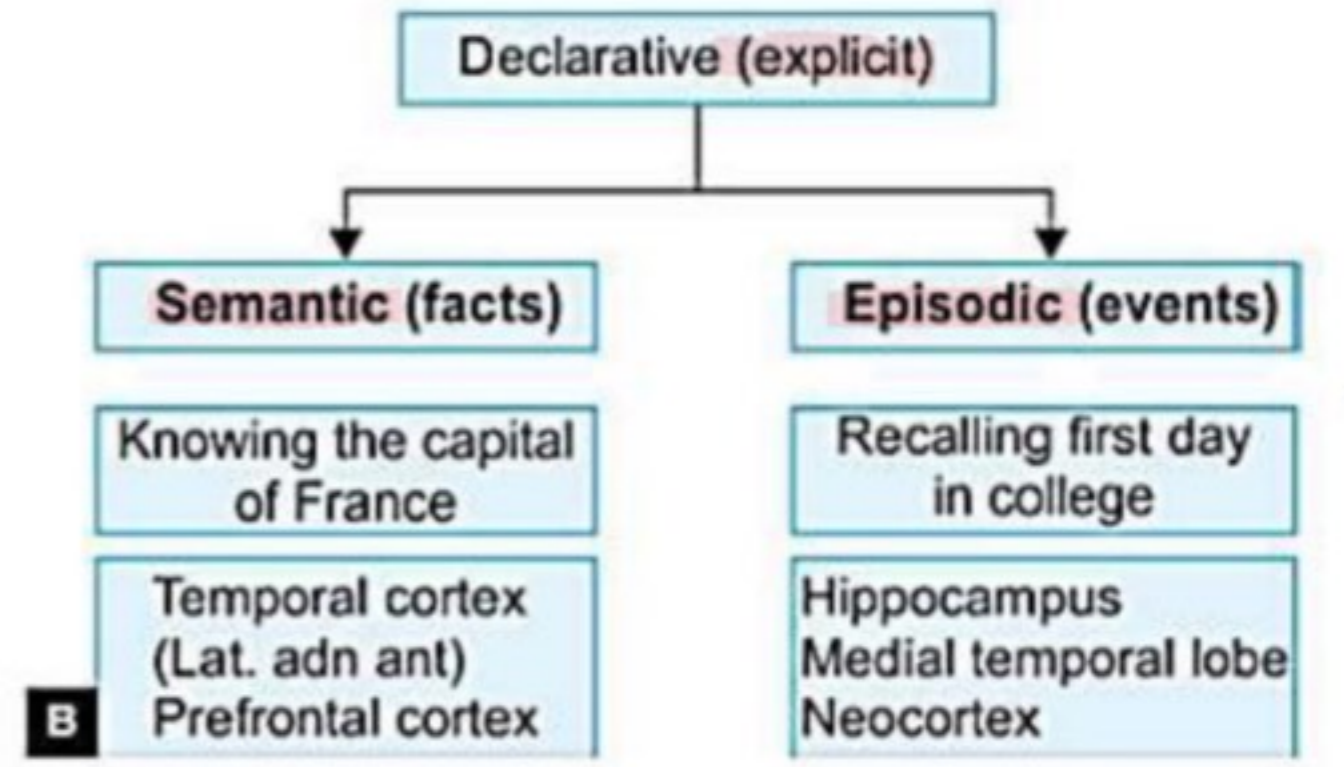 Declarative (explicit)
Semantic (facts)
Episodic (events)
Knowing the capital
of France
Recalling first day
in college
Temporal cortex
(Lat. adn ant)
Prefrontal cortex
Hippocampus
Medial temporal lobe
Neocortex
B